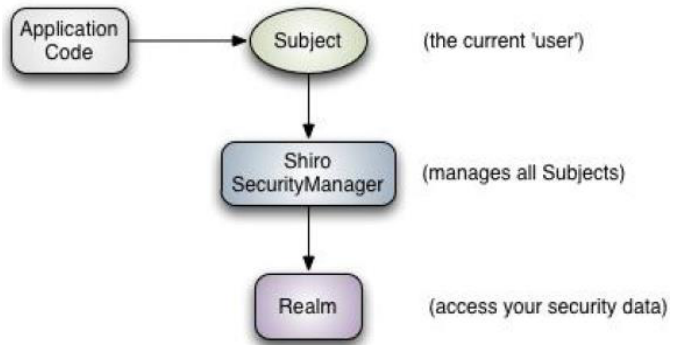 Application
Code
Subject
(the current 'user')
Shiro
SecurityManager
(manages all Subjects)
Realm
(access your security data)